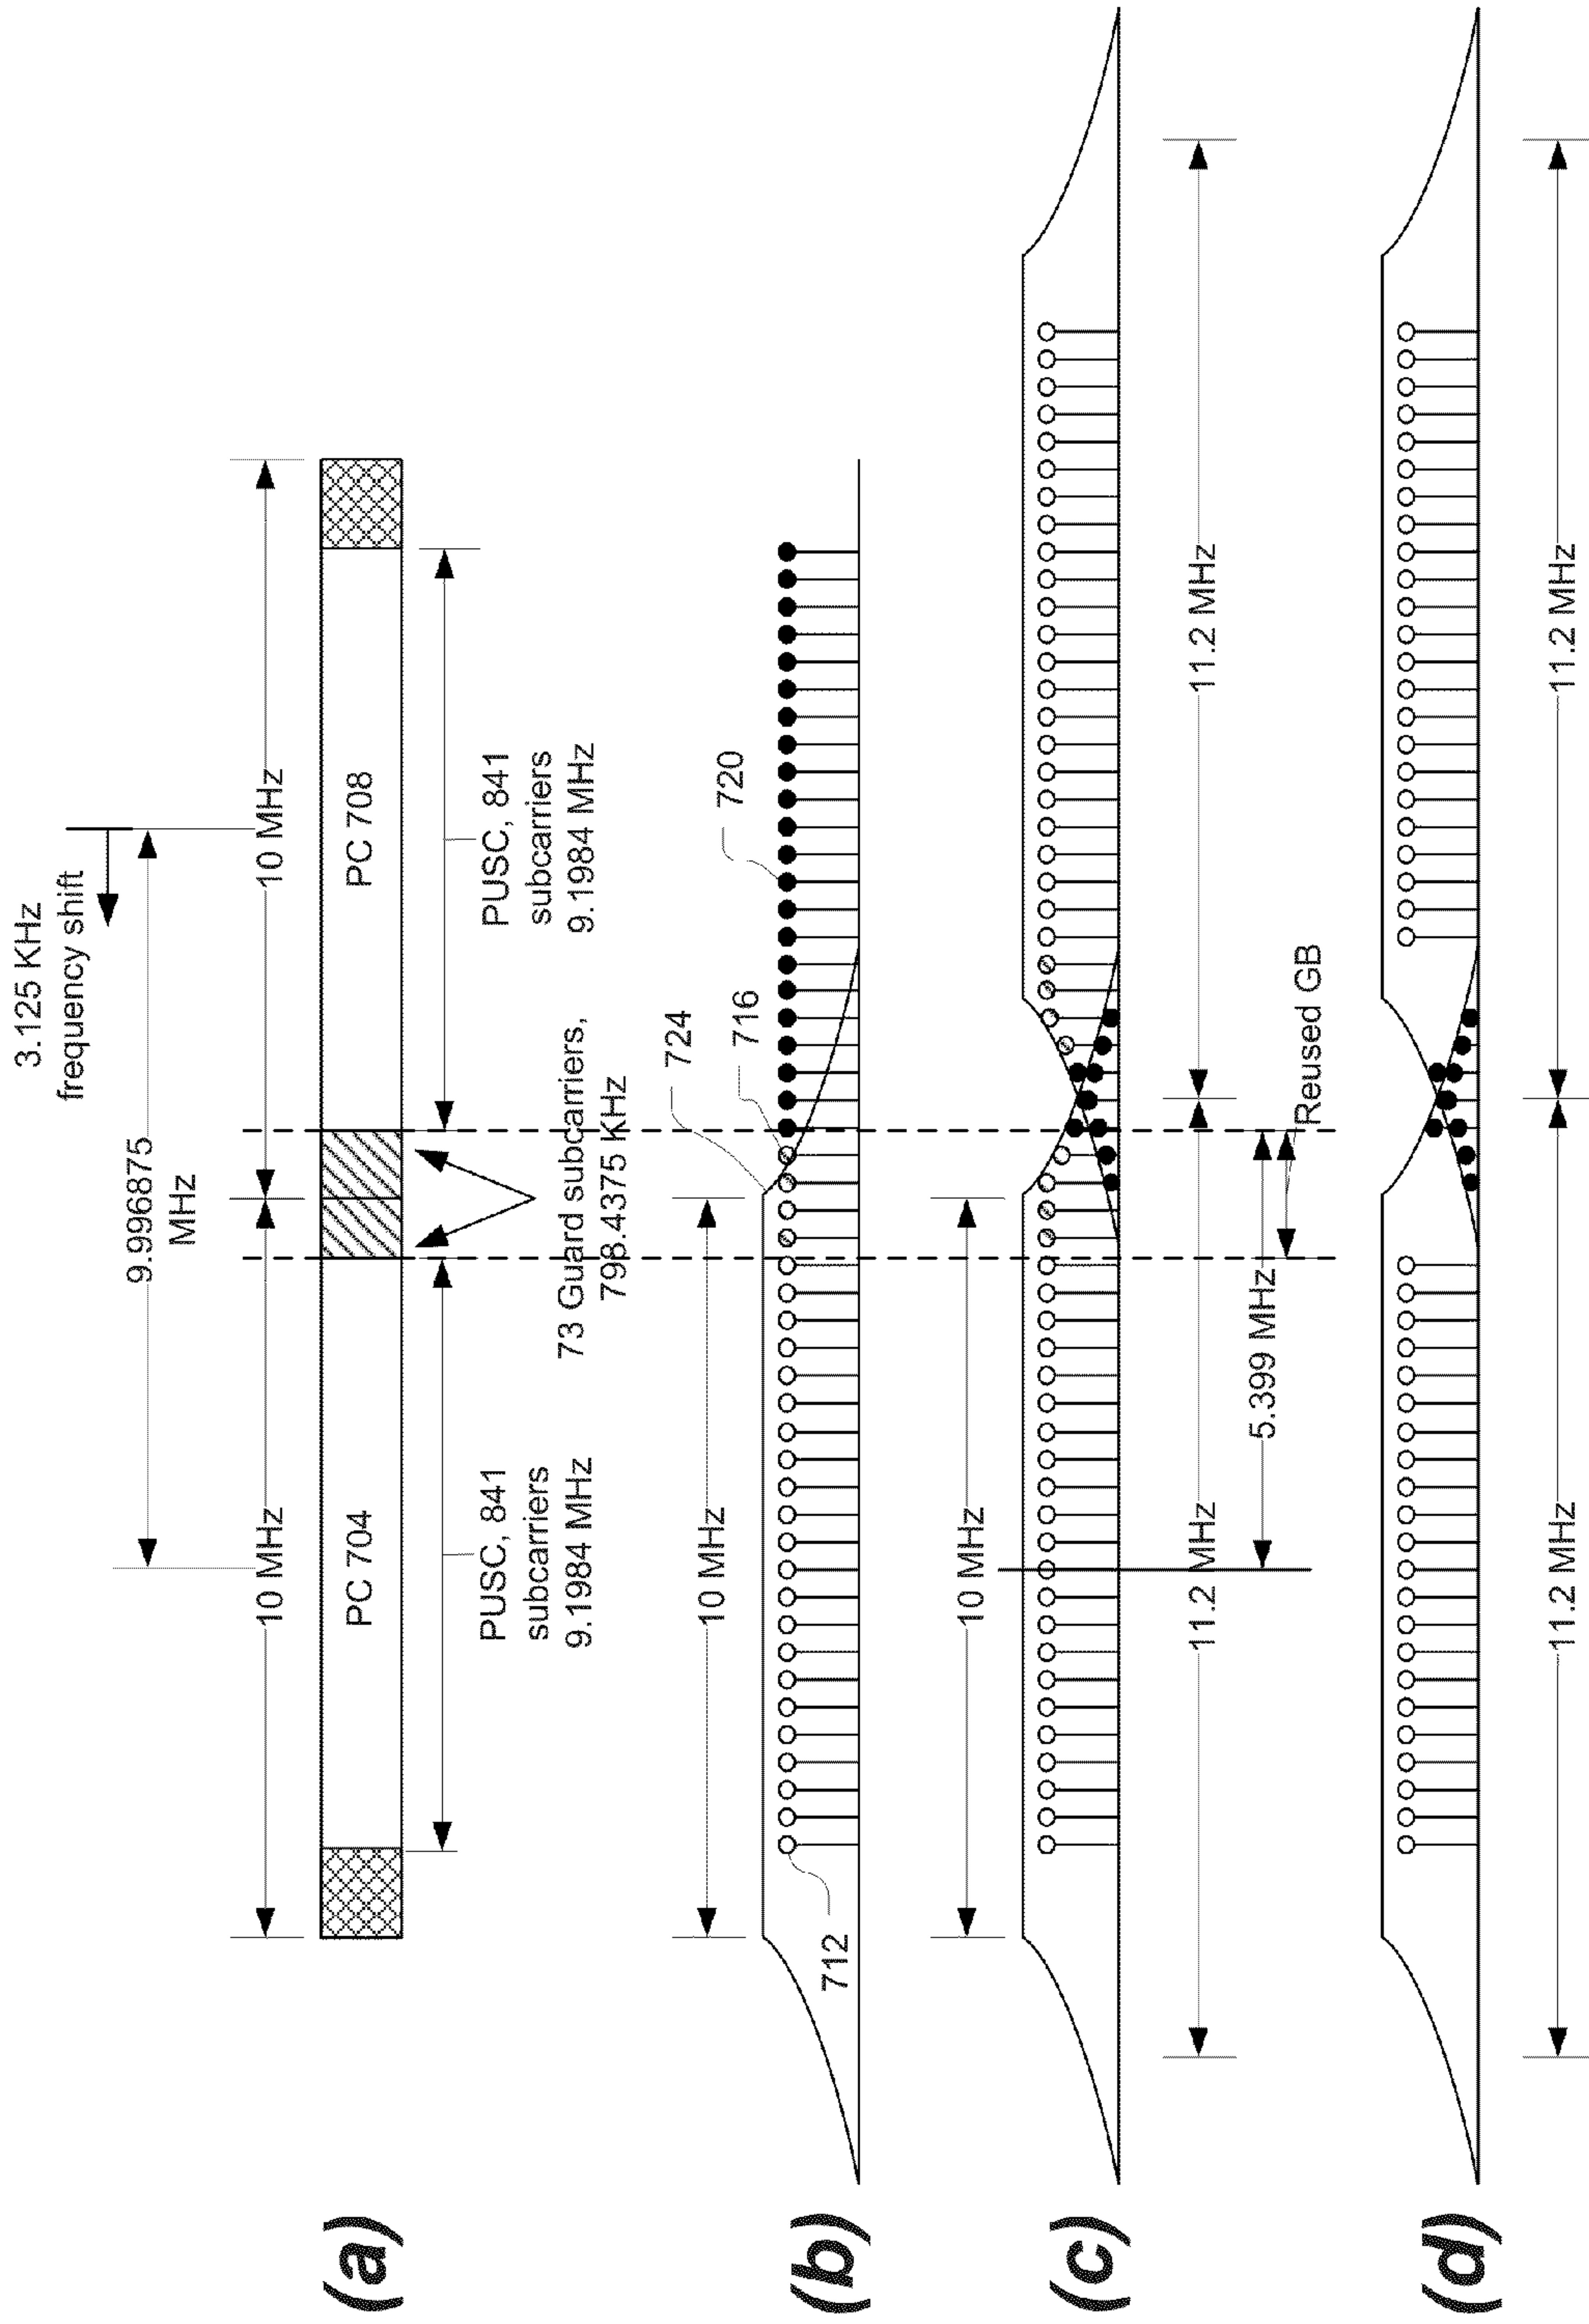 3.125 KHz
frequency shift
9.996875
MHz
10 MHz
10 MHz
(a)
PC 704
PC 708
PUSC, 841
subcarriers
9.1984 MHz
PUSC, 841
subcarriers
9.1984 MHz
73 Guard subcarriers,
798.4375 KHz
724
716
720
10 MHz
(b)
712
10 MHz
(c)
11.2 MHz
11.2 MHz
5.399 MHz
Reused GB
(d)
11.2 MHz
11.2 MHz